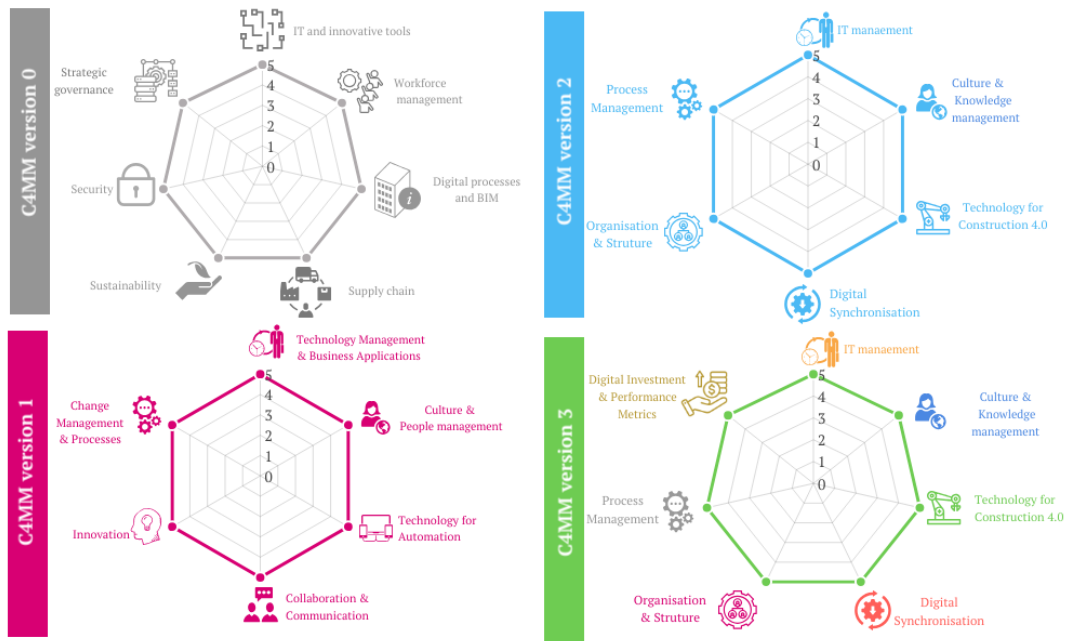 C4MM version 0
IT and innovative tools
Workforce
management
Digital processes
and BIM
Supply chain
Sustainability
Security
Strategic
governance
5
4
3
2
1
0
C4MM version 2
IT manaement
Culture &
Knowledge
management
Technology for
Construction 4.0
Digital
Synchronisation
Organisation
& Struture
Process
Management
5
4
3
2
1
0
C4MM version 1
Technology Management
& Business Applications
Culture &
People management
Technology for
Automation
Collaboration &
Communication
Innovation
Change
Management
& Processes
5
4
3
2
1
0
C4MM version 3
IT manaement
Culture &
Knowledge
management
Technology for
Construction 4.0
Digital
Synchronisation
Organisation
& Struture
Process
Management
Digital Investment
& Performance
Metrics
5
4
3
2
1
0